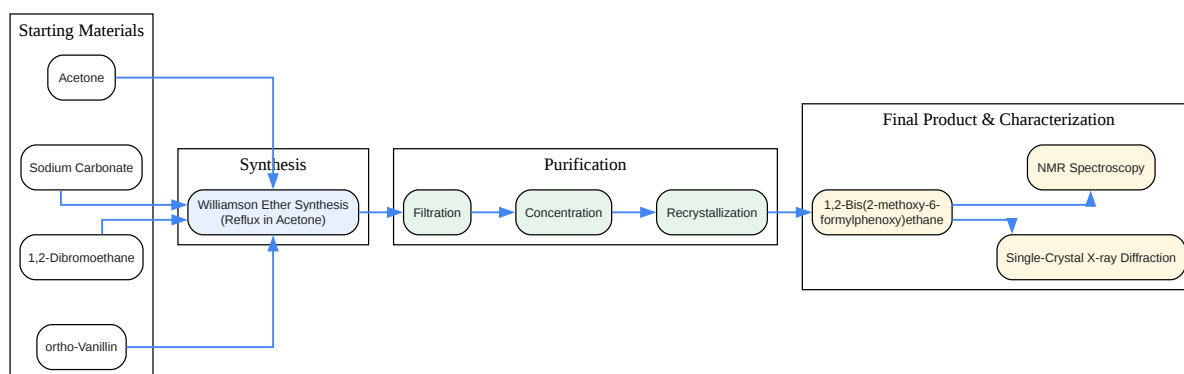 Starting Materials
Acetone
Sodium Carbonate
1,2-Dibromoethane
ortho-Vanillin
Synthesis
Williamson Ether Synthesis
(Reflux in Acetone)
Purification
Filtration
Concentration
Recrystallization
Final Product & Characterization
1,2-Bis(2-methoxy-6-
formylphenoxy)ethane
NMR Spectroscopy
Single-Crystal X-ray Diffraction